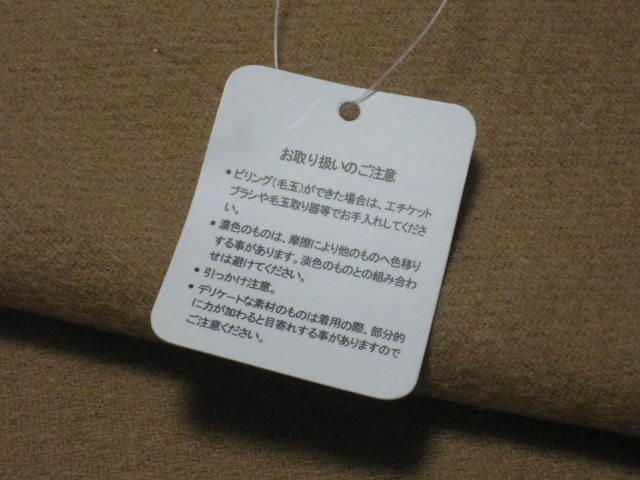 お取り扱いのご注意
• ピリング(毛玉)ができた場合は、エチケット
ブラシや毛玉取り器等でお手入れしてくださ
い。
• 濃色のものは、摩擦により他のものへ色移り
する事があります。淡色のものとの組み合わ
せは避けてください。
• 引っかけ注意。
• デリケートな素材のものは着用の際、部分的
に力が加わると目寄れする事がありますので
ご注意ください。